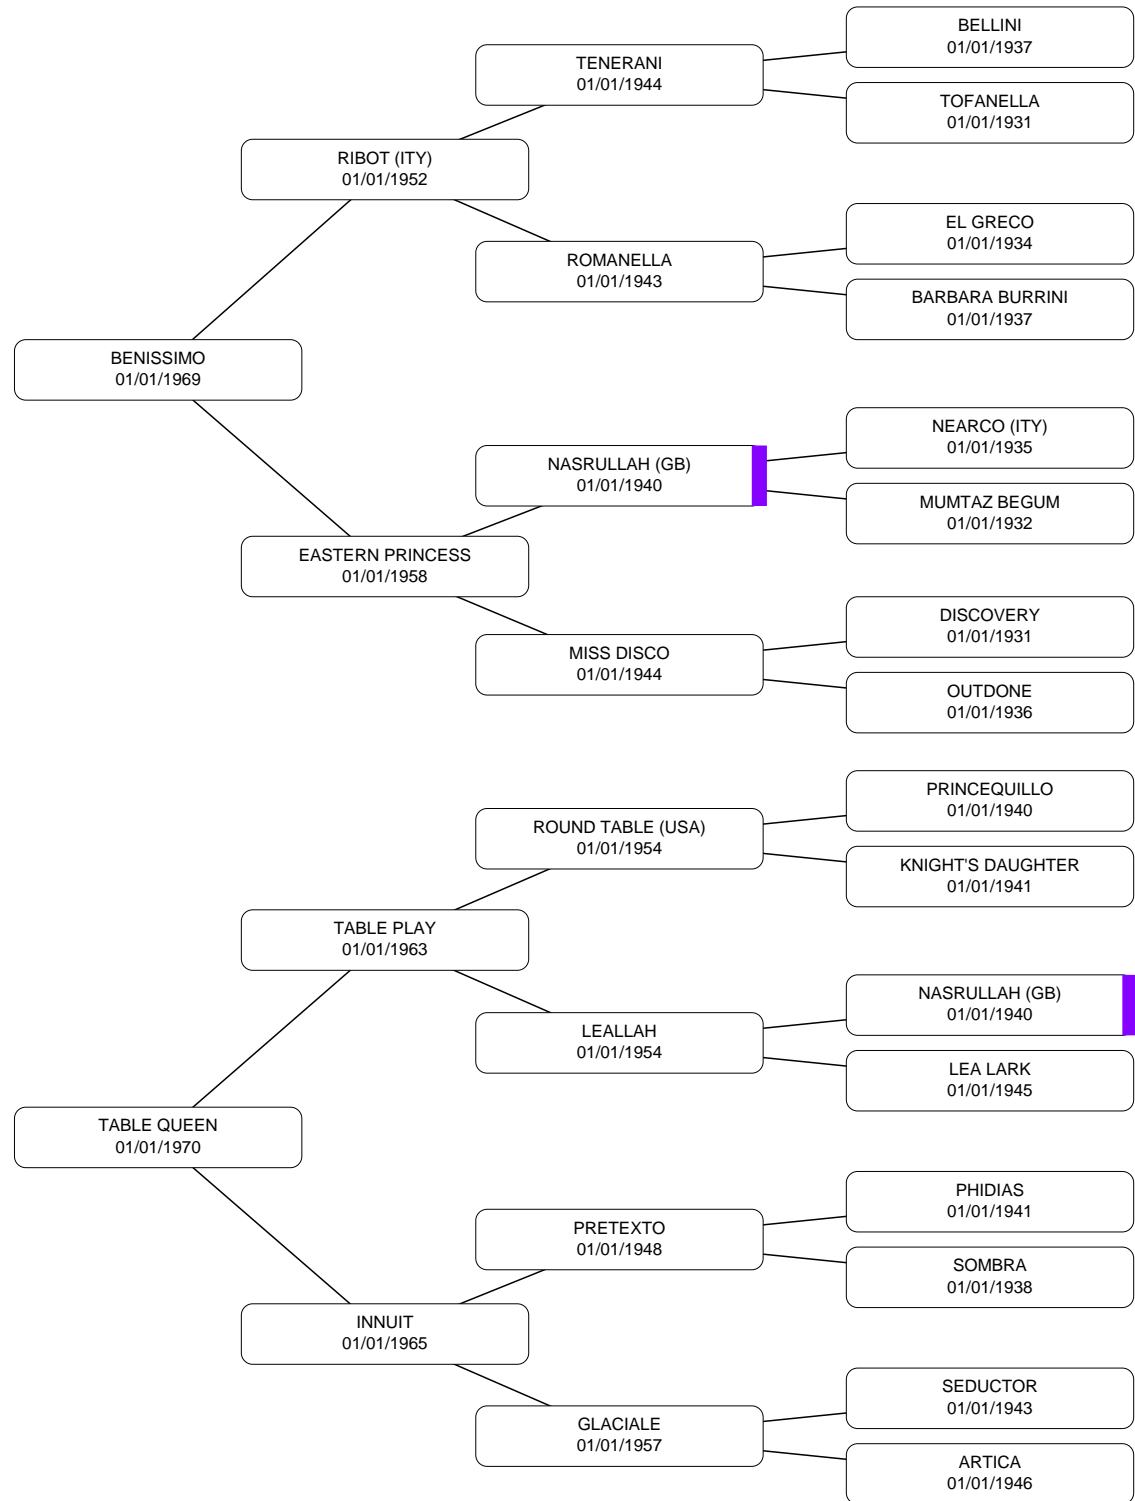 BELLINI
01/01/1937
TENERANI
01/01/1944
TOFANELLA
01/01/1931
RIBOT (ITY)
01/01/1952
EL GRECO
01/01/1934
ROMANELLA
01/01/1943
BARBARA BURRINI
01/01/1937
BENISSIMO
01/01/1969
NEARCO (ITY)
01/01/1935
NASRULLAH (GB)
01/01/1940
MUMTAZ BEGUM
01/01/1932
EASTERN PRINCESS
01/01/1958
DISCOVERY
01/01/1931
MISS DISCO
01/01/1944
OUTDONE
01/01/1936
PRINCEQUILLO
01/01/1940
ROUND TABLE (USA)
01/01/1954
KNIGHT'S DAUGHTER
01/01/1941
TABLE PLAY
01/01/1963
NASRULLAH (GB)
01/01/1940
LEALLAH
01/01/1954
LEA LARK
01/01/1945
TABLE QUEEN
01/01/1970
PHIDIAS
01/01/1941
PRETEXTO
01/01/1948
SOMBRA
01/01/1938
INNUIT
01/01/1965
SEDUCTOR
01/01/1943
GLACIALE
01/01/1957
ARTICA
01/01/1946